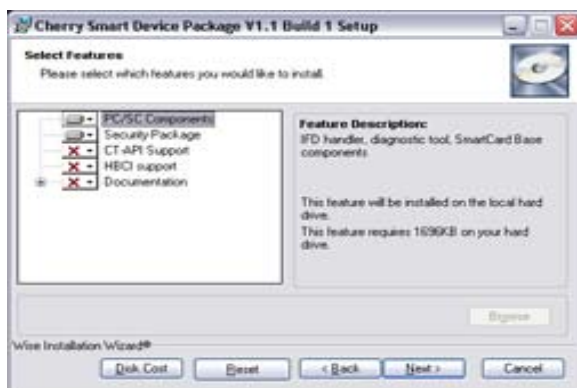 Cherry Smart Device Package V1.1 Build 1 Setup
Select Features
Please select which features you would like to install.
PC/SC Components
Security Package
CT-API Support
HBCI support
Documentation
Feature Description:
IFD handler, diagnostic tool, SmartCard Base
components
This feature will be installed on the local hard
drive.
This feature requires 1696KB on your hard
drive.
Browse
Wise Installation Wizard®
Disk Cost
Reset
< Back
Next >
Cancel